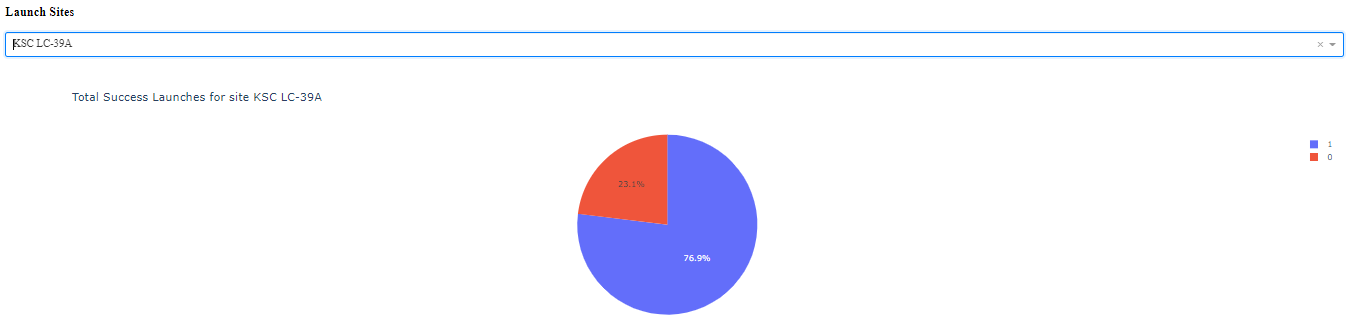 Launch Sites
KSC LC-39A
× 
Total Success Launches for site KSC LC-39A
1
0
23.1%
76.9%